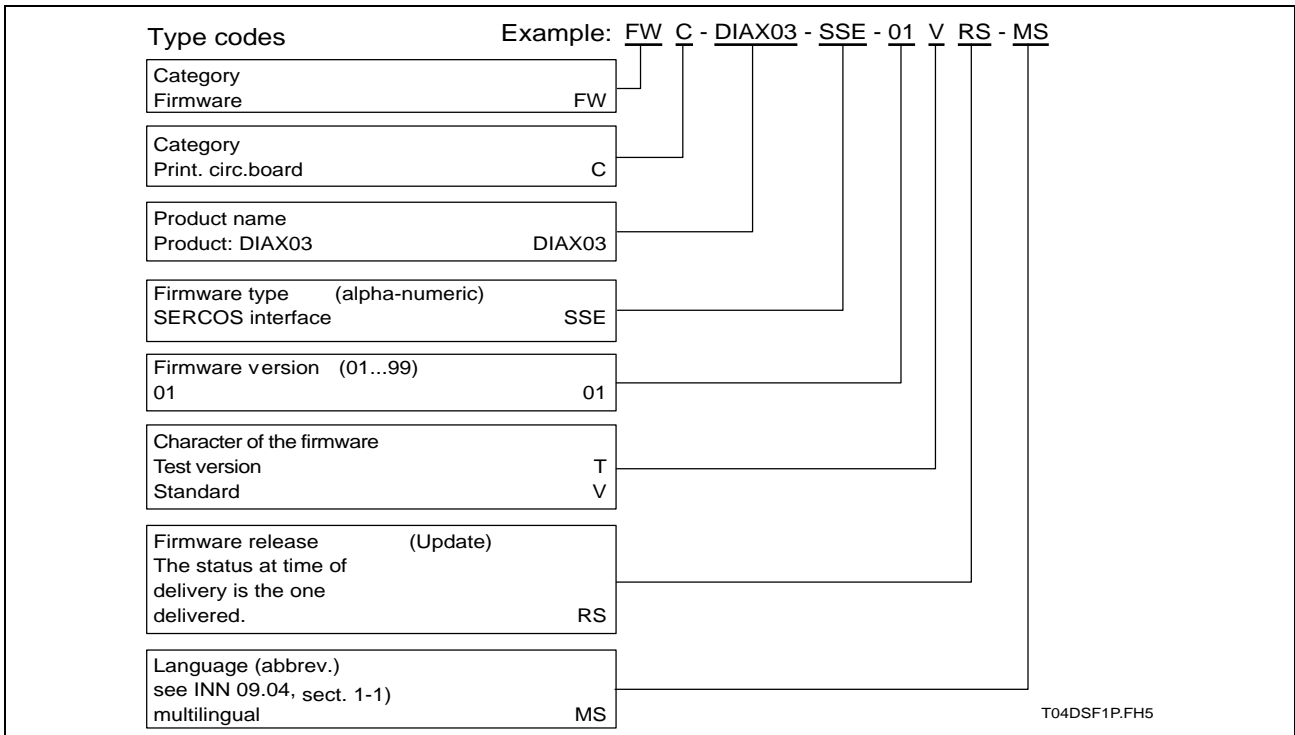 Type codes Example: FW C - DIAX03 - SSE - 01 V RS - MS
Category
Firmware FW
Category
Print. circ.board C
Product name
Product: DIAX03 DIAX03
Firmware type (alpha-numeric)
SERCOS interface SSE
Firmware version (01...99)
01 01
Character of the firmware
Test version T
Standard V
Firmware release (Update)
The status at time of
delivery is the one
delivered. RS
Language (abbrev.)
see INN 09.04, sect. 1-1)
multilingual MS
T04DSF1P.FH5